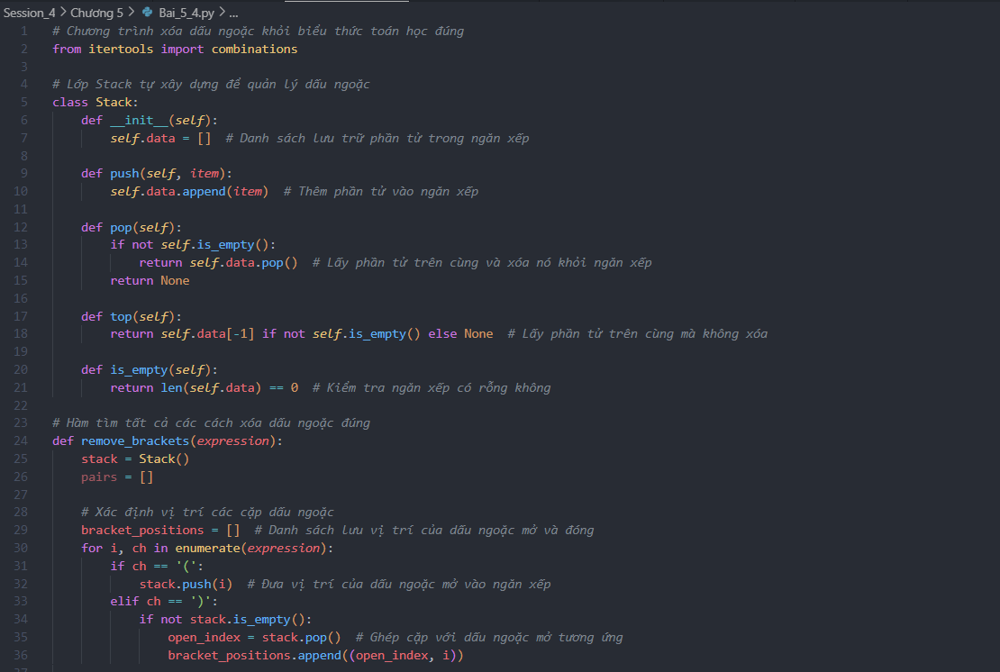 Session_4 > Chương 5 > Bai_5_4.py > ...
1 # Chương trình xóa dấu ngoặc khỏi biểu thức toán học đúng
2 from itertools import combinations
3
4 # Lớp Stack tự xây dựng để quản lý dấu ngoặc
5 class Stack:
6     def __init__(self):
7         self.data = []  # Danh sách lưu trữ phần tử trong ngăn xếp
8
9     def push(self, item):
10         self.data.append(item)  # Thêm phần tử vào ngăn xếp
11
12     def pop(self):
13         if not self.is_empty():
14             return self.data.pop()  # Lấy phần tử trên cùng và xóa nó khỏi ngăn xếp
15         return None
16
17     def top(self):
18         return self.data[-1] if not self.is_empty() else None  # Lấy phần tử trên cùng mà không xóa
19
20     def is_empty(self):
21         return len(self.data) == 0  # Kiểm tra ngăn xếp có rỗng không
22
23 # Hàm tìm tất cả các cách xóa dấu ngoặc đúng
24 def remove_brackets(expression):
25     stack = Stack()
26     pairs = []
27
28     # Xác định vị trí các cặp dấu ngoặc
29     bracket_positions = []  # Danh sách lưu vị trí của dấu ngoặc mở và đóng
30     for i, ch in enumerate(expression):
31         if ch == '(':
32             stack.push(i)  # Đưa vị trí của dấu ngoặc mở vào ngăn xếp
33         elif ch == ')':
34             if not stack.is_empty():
35                 open_index = stack.pop()  # Ghép cặp với dấu ngoặc mở tương ứng
36                 bracket_positions.append((open_index, i))
37